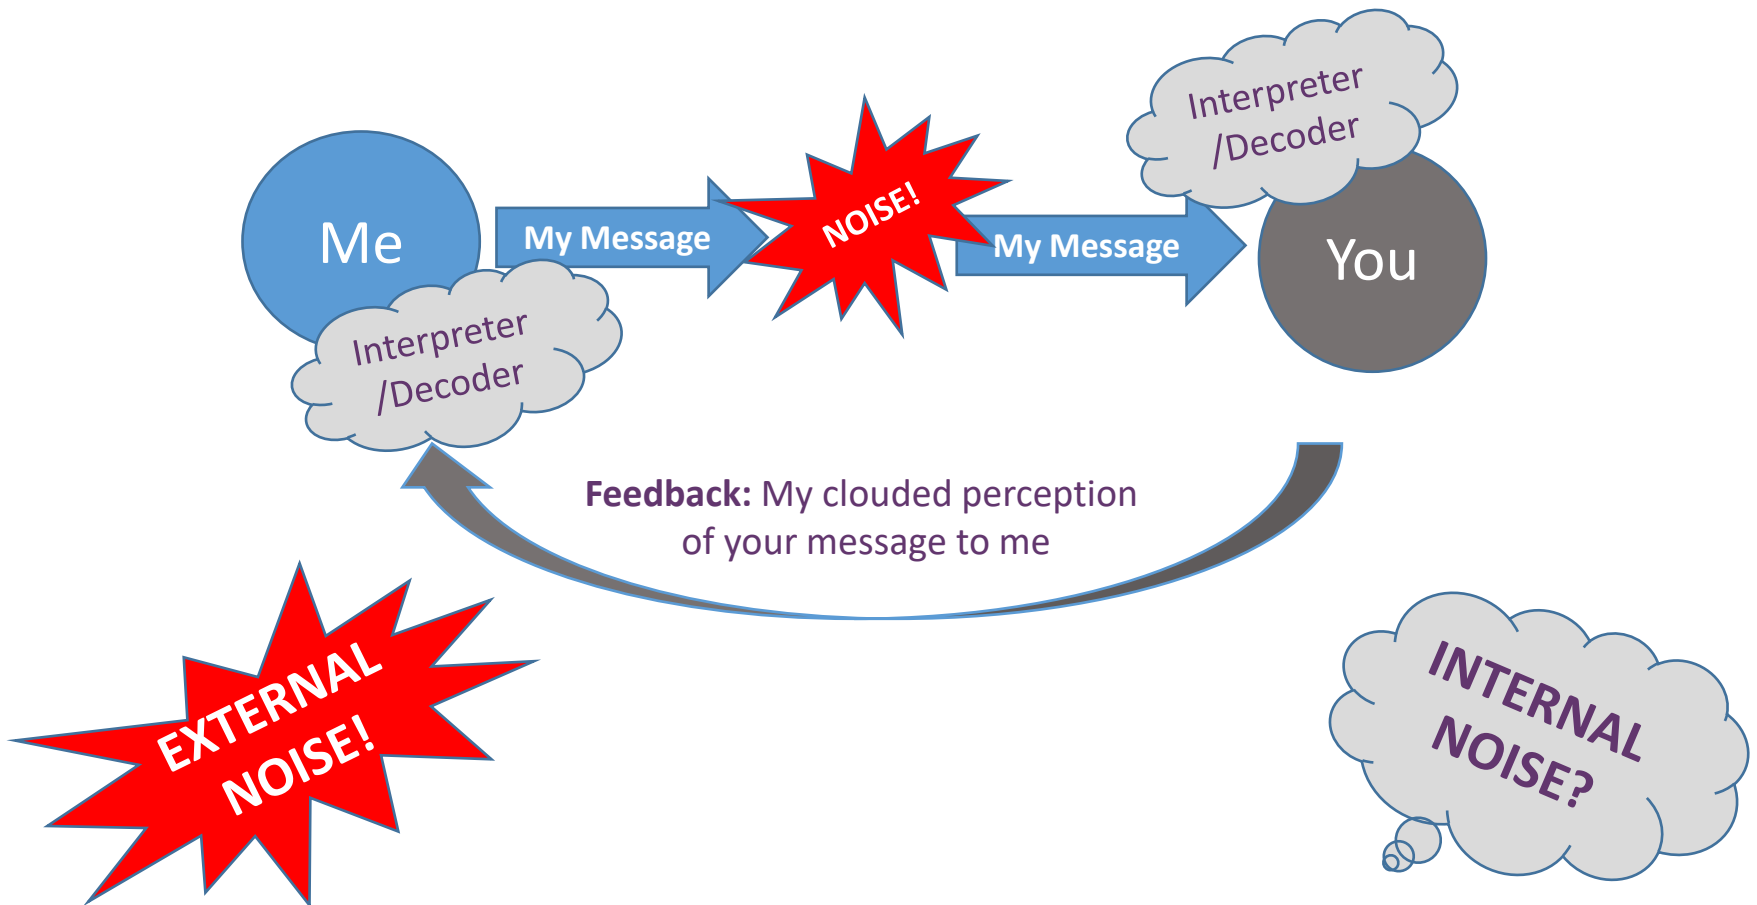 Interpreter
/Decoder
Me
My Message
NOISE!
My Message
You
Interpreter
/Decoder
Feedback: My clouded perception
of your message to me
EXTERNAL
NOISE!
INTERNAL
NOISE?